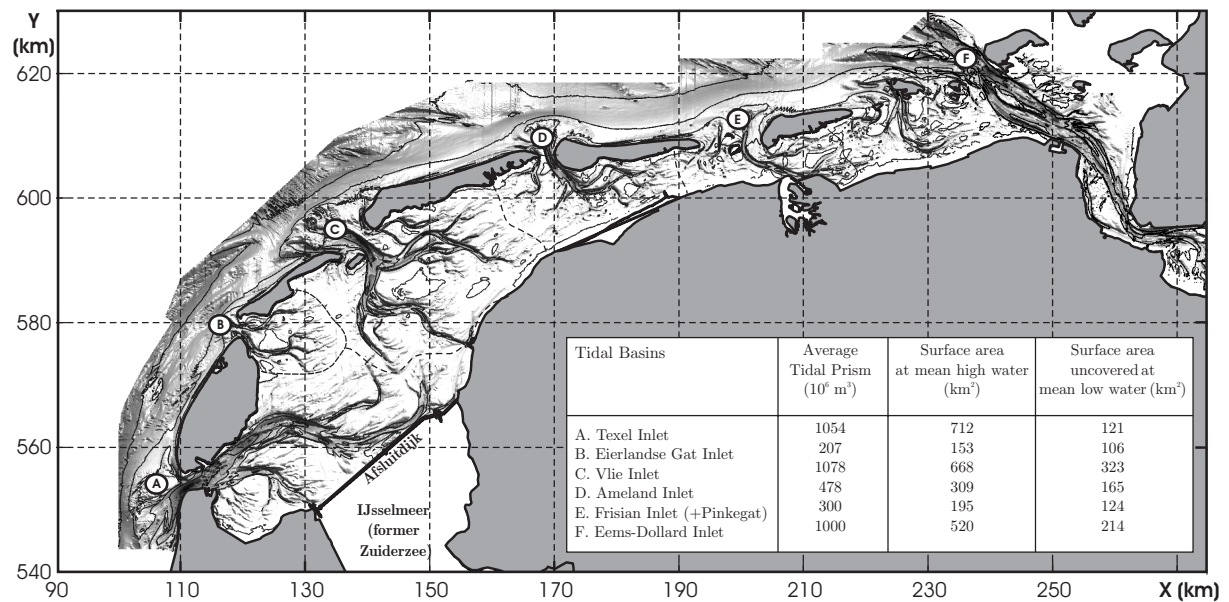 Y
(km)
620
600
580
560
540
90
110
130
150
170
190
210
230
250
X (km)
A
B
C
D
E
F
Afsluitdijk
IJsselmeer
(former
Zuiderzee)
Tidal Basins
Average
Tidal Prism
(10⁶ m³)
Surface area
at mean high water
(km²)
Surface area
uncovered at
mean low water (km²)
A. Texel Inlet 1054 712 121
B. Eierlandse Gat Inlet 207 153 106
C. Vlie Inlet 1078 668 323
D. Ameland Inlet 478 309 165
E. Frisian Inlet (+Pinkegat) 300 195 124
F. Eems-Dollard Inlet 1000 520 214